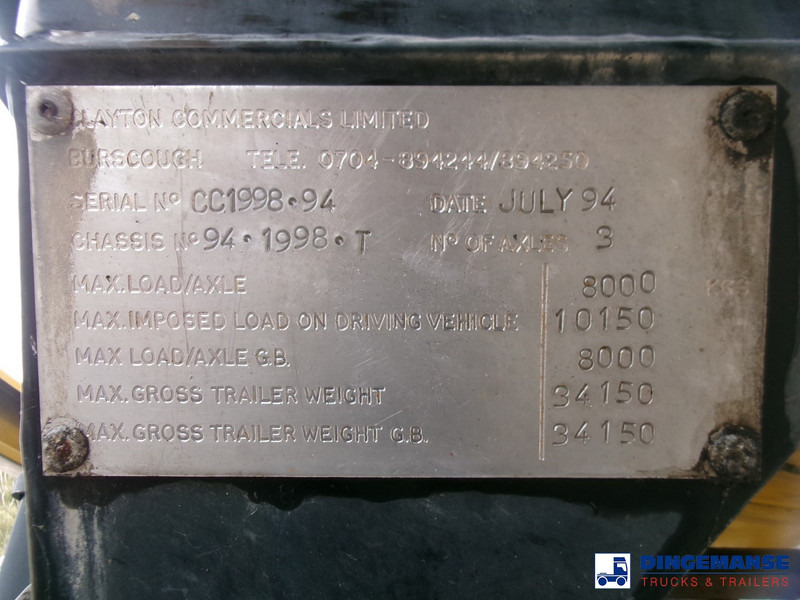 CLAYTON COMMERCIALS LIMITED
BURSCOUGH TELE. 0704-894244/894250
SERIAL Nº CC1998·94 DATE JULY 94
CHASSIS Nº 94·1998·T Nº OF AXLES 3
MAX. LOAD/AXLE 8000 KGS
MAX. IMPOSED LOAD ON DRIVING VEHICLE 10150
MAX LOAD/AXLE G.B. 8000
MAX. GROSS TRAILER WEIGHT 34150
MAX. GROSS TRAILER WEIGHT G.B. 34150
DINGEMANSE
TRUCKS & TRAILERS